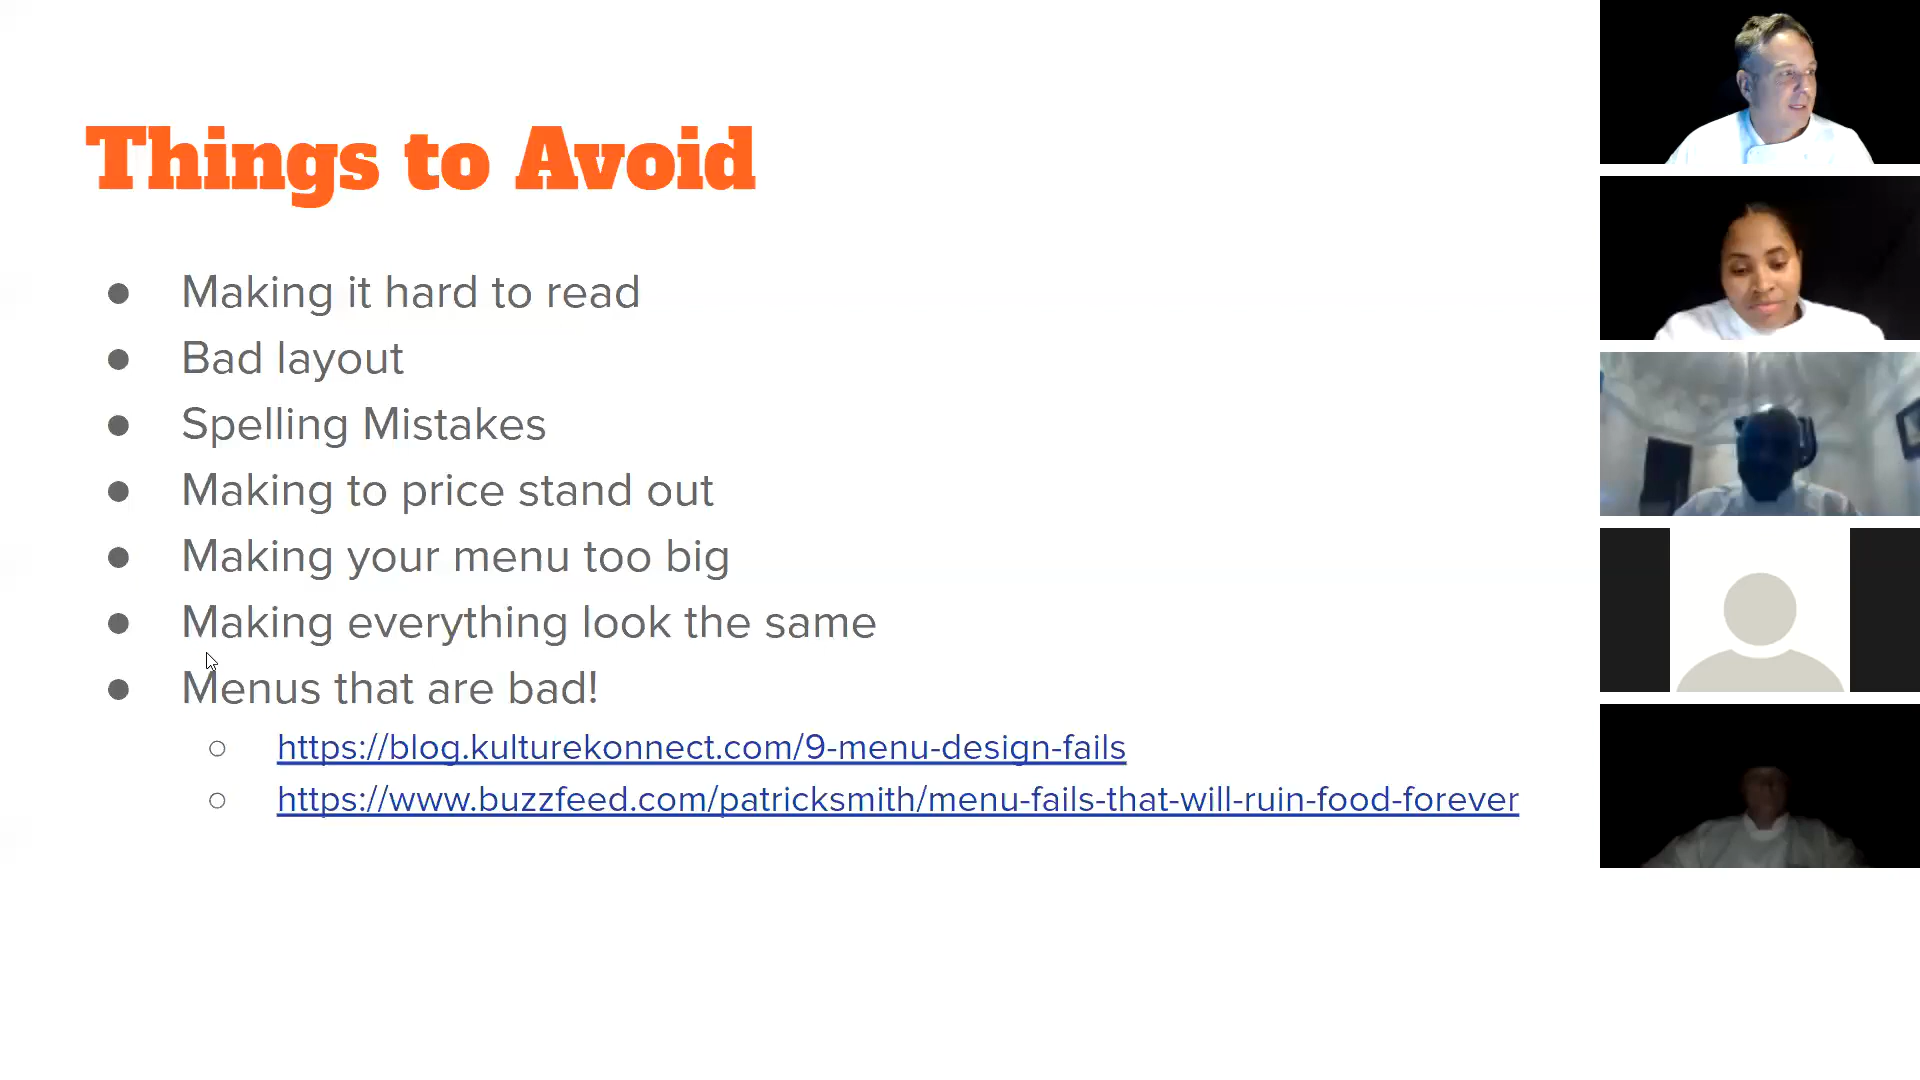 Things to Avoid
● Making it hard to read
● Bad layout
● Spelling Mistakes
● Making to price stand out
● Making your menu too big
● Making everything look the same
● Menus that are bad!
○ https://blog.kulturekonnect.com/9-menu-design-fails
○ https://www.buzzfeed.com/patricksmith/menu-fails-that-will-ruin-food-forever